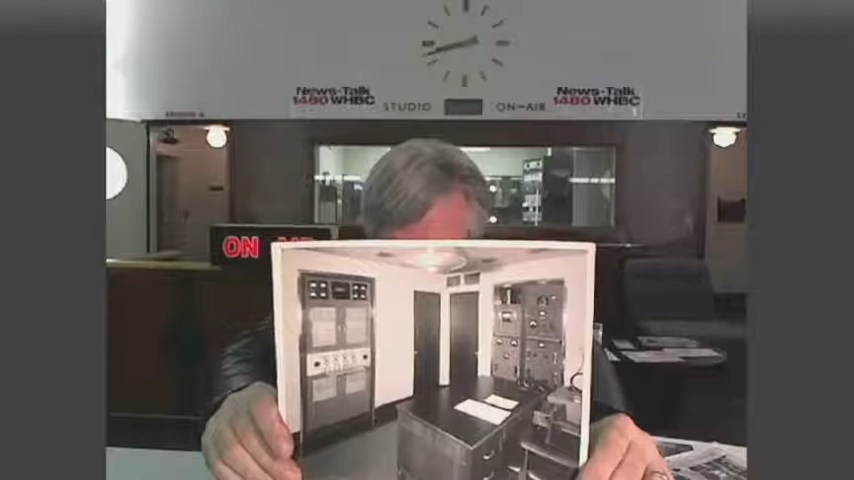 News-Talk
1480 WHBC
STUDIO
ON-AIR
News-Talk
1480 WHBC
ON